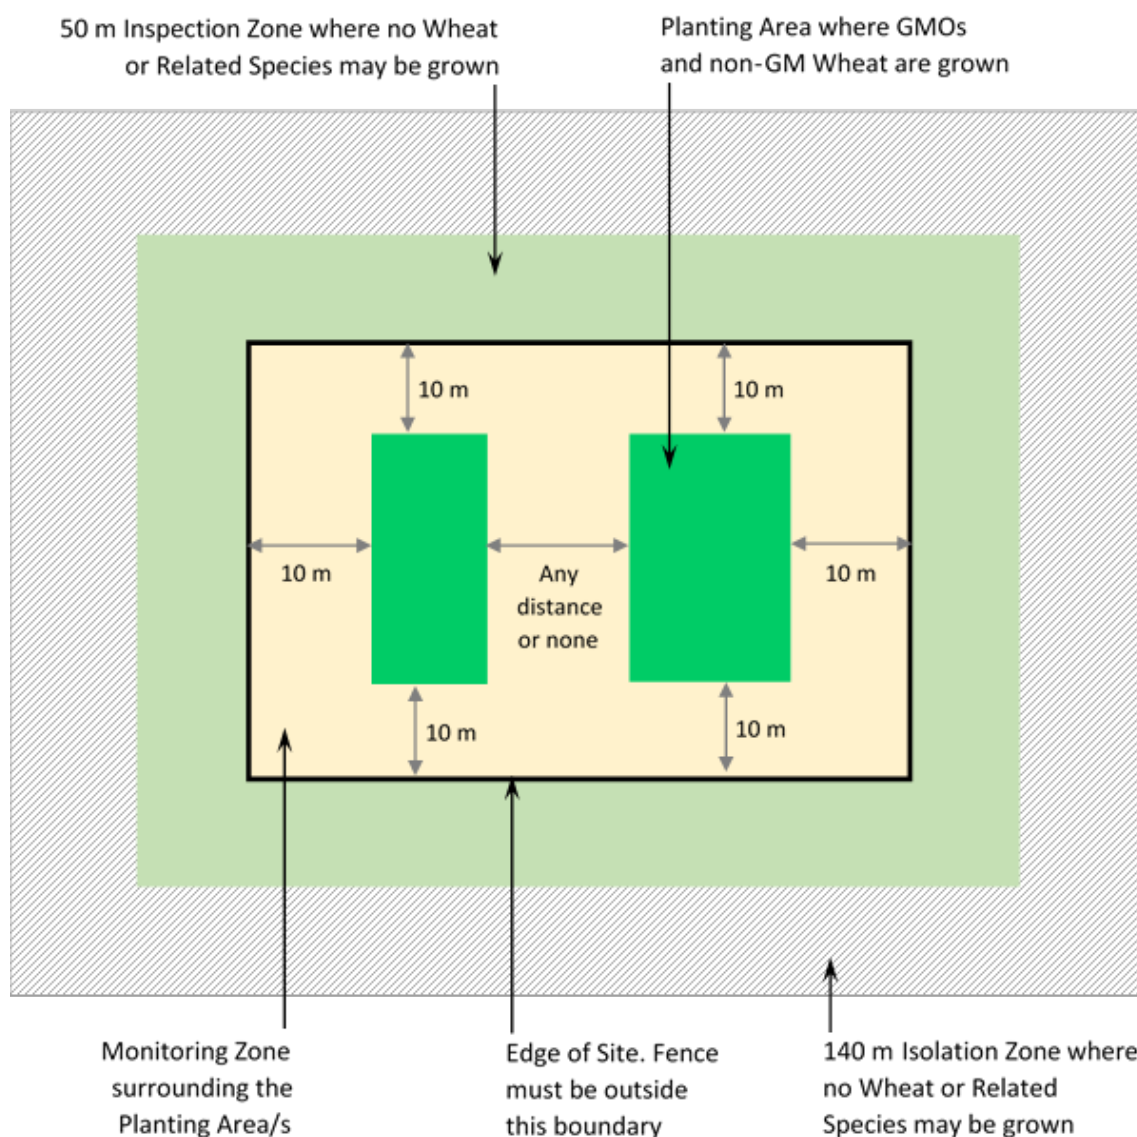 50 m Inspection Zone where no Wheat
or Related Species may be grown
Planting Area where GMOs
and non-GM Wheat are grown
10 m
10 m
10 m
Any
distance
or none
10 m
10 m
10 m
Monitoring Zone
surrounding the
Planting Area/s
Edge of Site. Fence
must be outside
this boundary
140 m Isolation Zone where
no Wheat or Related
Species may be grown